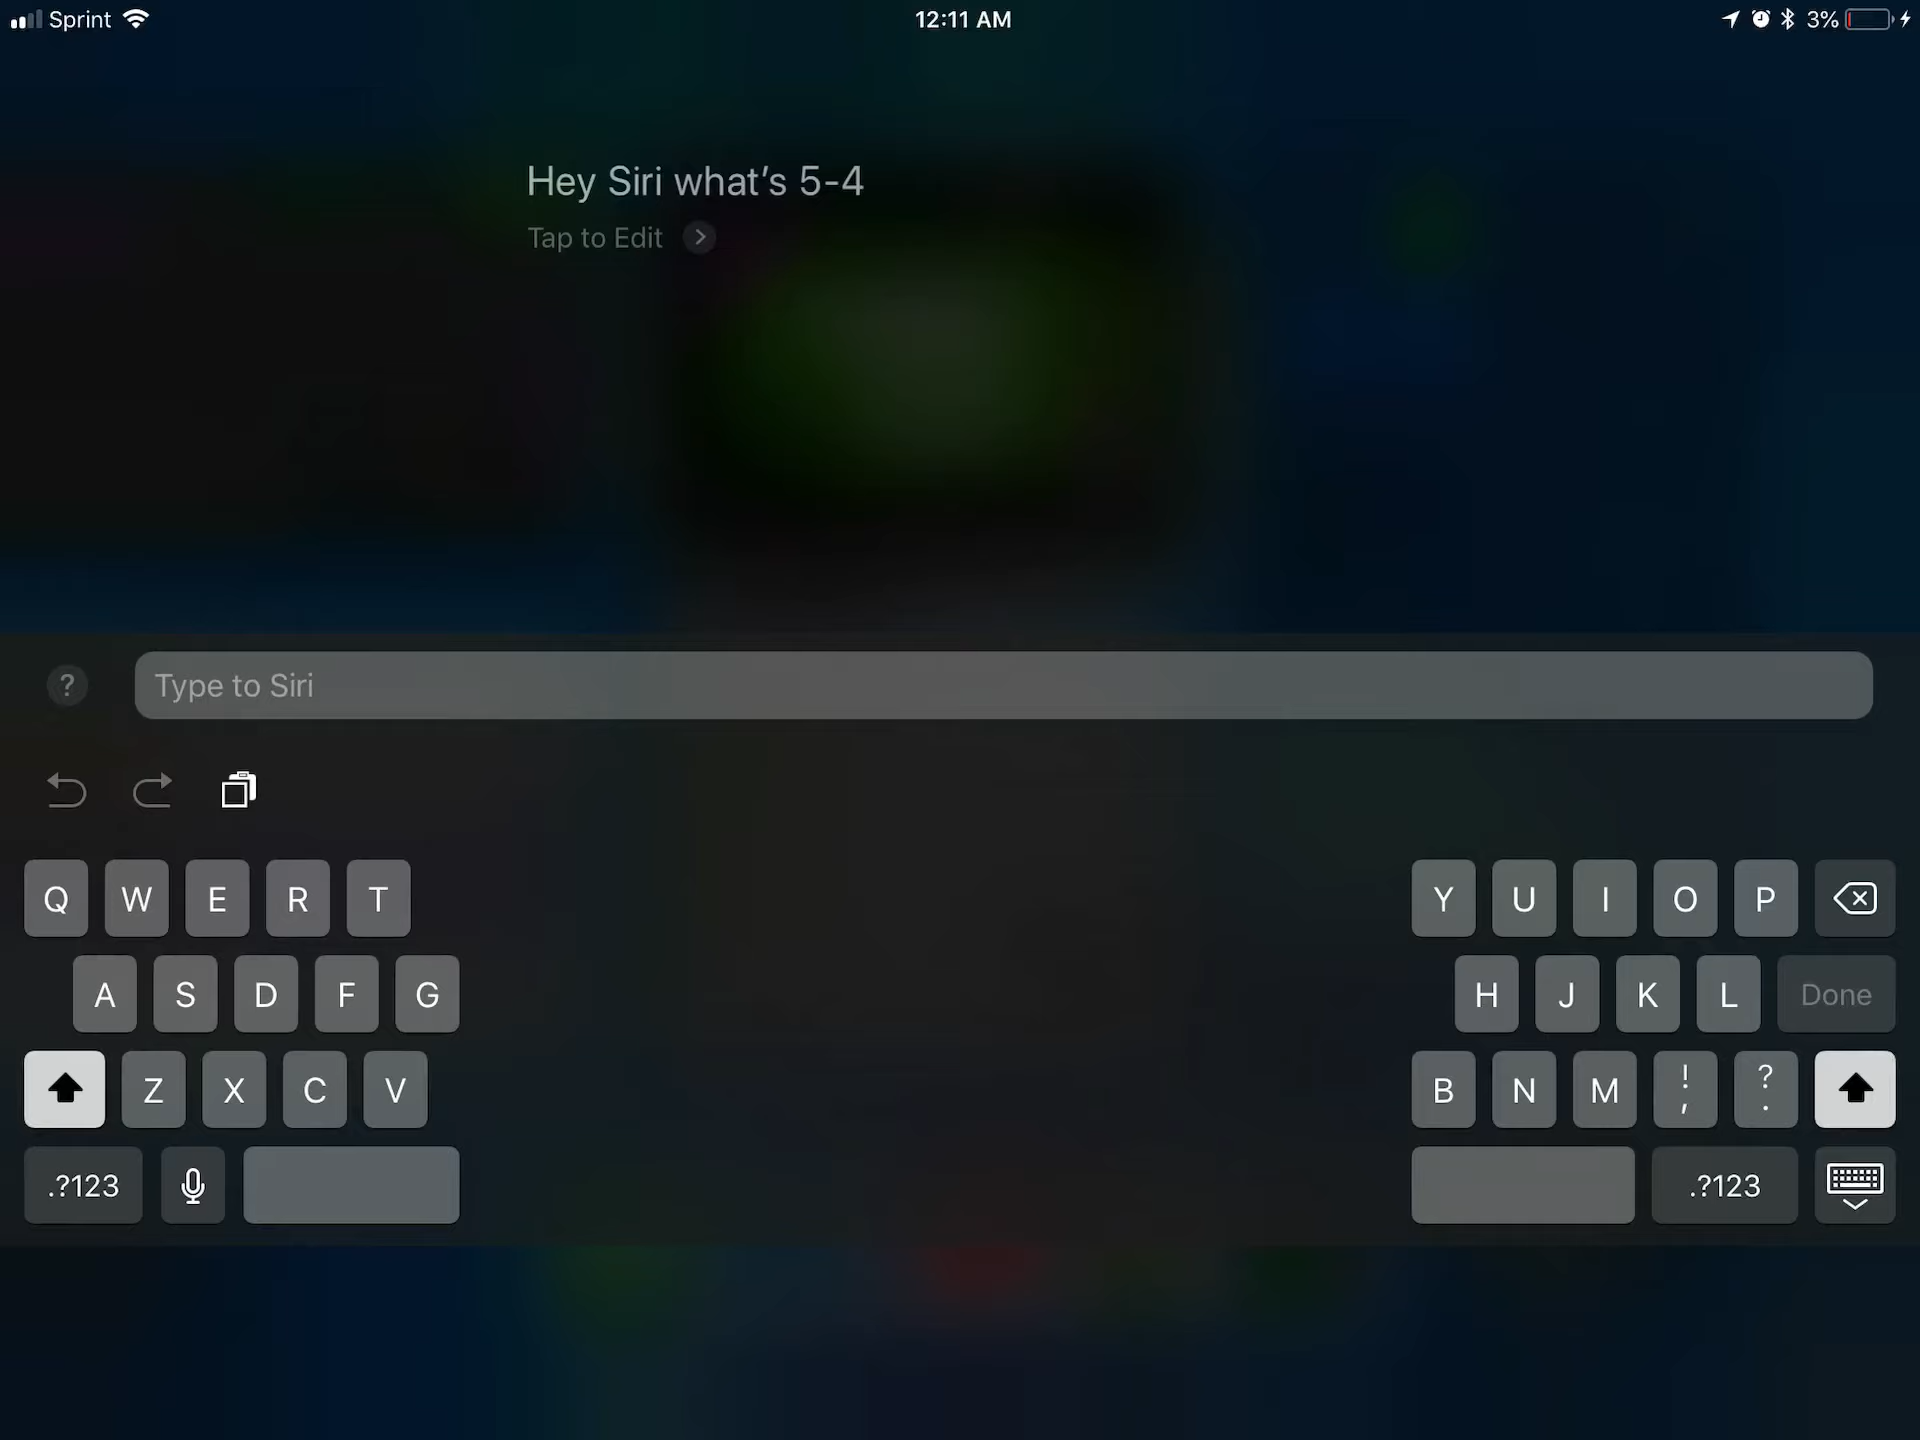 Sprint 12:11 AM 3%
Hey Siri what's 5-4
Tap to Edit
? Type to Siri
Q W E R T Y U I O P
A S D F G H J K L Done
Z X C V B N M ! , ? .
.?123 .?123